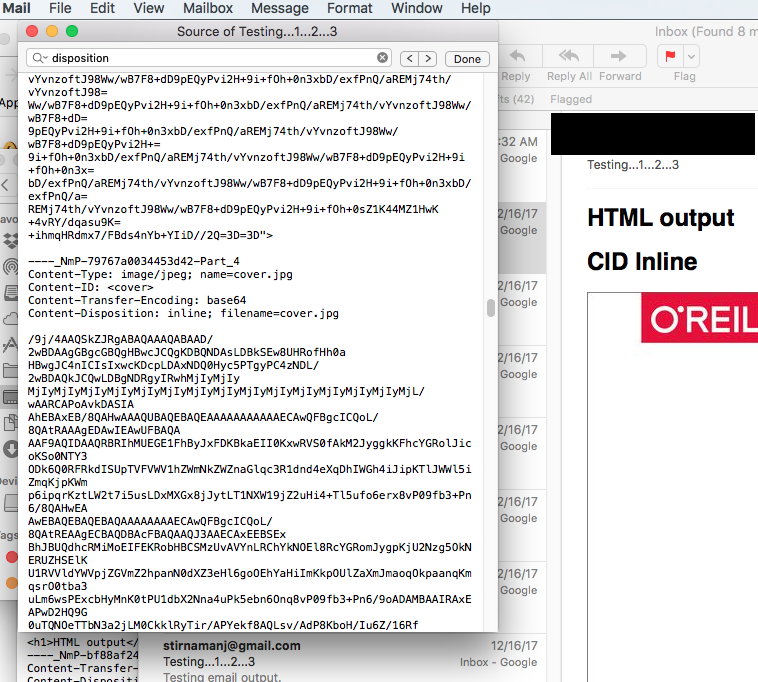 Mail File Edit View Mailbox Message Format Window Help
Source of Testing...1...2...3
Inbox (Found 8 m
disposition
Done
Reply Reply All Forward Flag
fts (42) Flagged
vYvnzoftJ98Ww/wB7F8+dD9pEQyPvi2H+9i+fOh+0n3xbD/exfPnQ/aREMj74th/
vYvnzoftJ98=
Ww/wB7F8+dD9pEQyPvi2H+9i+fOh+0n3xbD/exfPnQ/aREMj74th/vYvnzoftJ98Ww/
wB7F8+dD=
9pEQyPvi2H+9i+fOh+0n3xbD/exfPnQ/aREMj74th/vYvnzoftJ98Ww/
wB7F8+dD9pEQyPvi2H+=
9i+fOh+0n3xbD/exfPnQ/aREMj74th/vYvnzoftJ98Ww/wB7F8+dD9pEQyPvi2H+9i
+fOh+0n3x=
bD/exfPnQ/aREMj74th/vYvnzoftJ98Ww/wB7F8+dD9pEQyPvi2H+9i+fOh+0n3xbD/
exfPnQ/a=
REMj74th/vYvnzoftJ98Ww/wB7F8+dD9pEQyPvi2H+9i+fOh+0sZ1K44MZ1HwK
+4vRY/dqasu9K=
+ihmqHRdmx7/FBds4nYb+YIiD//2Q=3D=3D">
----_NmP-79767a0034453d42-Part_4
Content-Type: image/jpeg; name=cover.jpg
Content-ID: <cover>
Content-Transfer-Encoding: base64
Content-Disposition: inline; filename=cover.jpg
/9j/4AAQSkZJRgABAQAAAQABAAD/
2wBDAAgGBgcGBQgHBwcJCQgKDBQNDAsLDBkSEw8UHRofHh0a
HBwgJC4nICIsIxwcKDcpLDAxNDQ0Hyc5PTgyPC4zNDL/
2wBDAQkJCQwLDBgNDRgyIRwhMjIyMjIy
MjIyMjIyMjIyMjIyMjIyMjIyMjIyMjIyMjIyMjIyMjIyMjIyMjIyMjIyMjL/
wAARCAPoAvkDASIA
AhEBAxEB/8QAHwAAAQUBAQEBAQEAAAAAAAAAAAECAwQFBgcICQoL/
8QAtRAAAgEDAwIEAwUFBAQA
AAF9AQIDAAQRBRIhMUEGE1FhByJxFDKBkaEII0KxwRVS0fAkM2JyggkKFhcYGRolJic
oKSo0NTY3
ODk6Q0RFRkdISUpTVFVWV1hZWmNkZWZnaGlqc3R1dnd4eXqDhIWGh4iJipKTlJWWl5i
ZmqKjpKWm
p6ipqrKztLW2t7i5usLDxMXGx8jJytLT1NXW19jZ2uHi4+Tl5ufo6erx8vP09fb3+Pn
6/8QAHwEA
AwEBAQEBAQEBAQAAAAAAAAECAwQFBgcICQoL/
8QAtREAAgECBAQDBAcFBAQAAQJ3AAECAxEEBSEx
BhJBUQdhcRMiMoEIFEKRobHBCSMzUvAVYnLRChYkNOEl8RcYGRomJygpKjU2Nzg5OkN
ERUZHSElK
U1RVVldYWVpjZGVmZ2hpanN0dXZ3eHl6goOEhYaHiImKkpOUlZaXmJmaoqOkpaanqKm
qsrO0tba3
uLm6wsPExcbHyMnK0tPU1dbX2Nna4uPk5ebn6Onq8vP09fb3+Pn6/9oADAMBAAIRAxE
APwD2HQ9G
0uTQNOeTTbN3a2jLM0CkklRyTir/APYekf8AQLsv/AdP8KboH/Iu6Z/16Rf
:32 AM
Google
2/16/17
Google
2/16/17
Google
2/16/17
Google
2/16/17
Google
2/16/17
Google
2/16/17
Google
Testing...1...2...3
HTML output
CID Inline
O'REIL
<h1>HTML output</
----_NmP-bf88af24
Content-Transfer-
Content-Dispositi
stirnamanj@gmail.com 12/16/17
Testing...1...2...3 Inbox - Google
Testing email output.